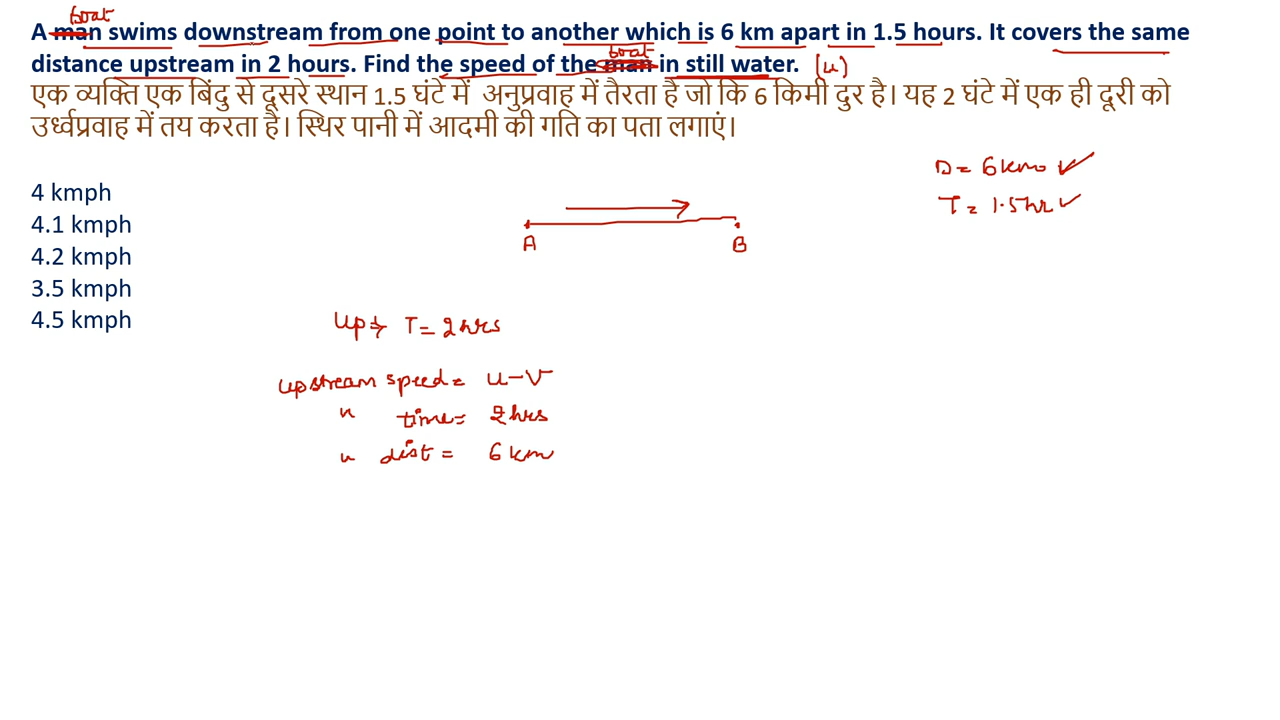 boat
A man swims downstream from one point to another which is 6 km apart in 1.5 hours. It covers the same
boat
distance upstream in 2 hours. Find the speed of the man in still water. (u)
एक व्यक्ति एक बिंदु से दूसरे स्थान 1.5 घंटे में अनुप्रवाह में तैरता है जो कि 6 किमी दुर है। यह 2 घंटे में एक ही दूरी को
उर्ध्वप्रवाह में तय करता है। स्थिर पानी में आदमी की गति का पता लगाएं।
D = 6 km ✓
T = 1.5 hr ✓
4 kmph
4.1 kmph
4.2 kmph
3.5 kmph
4.5 kmph
A B
Up → T = 2 hrs
upstream speed = u-v
" time = 2 hrs
" dist = 6 km